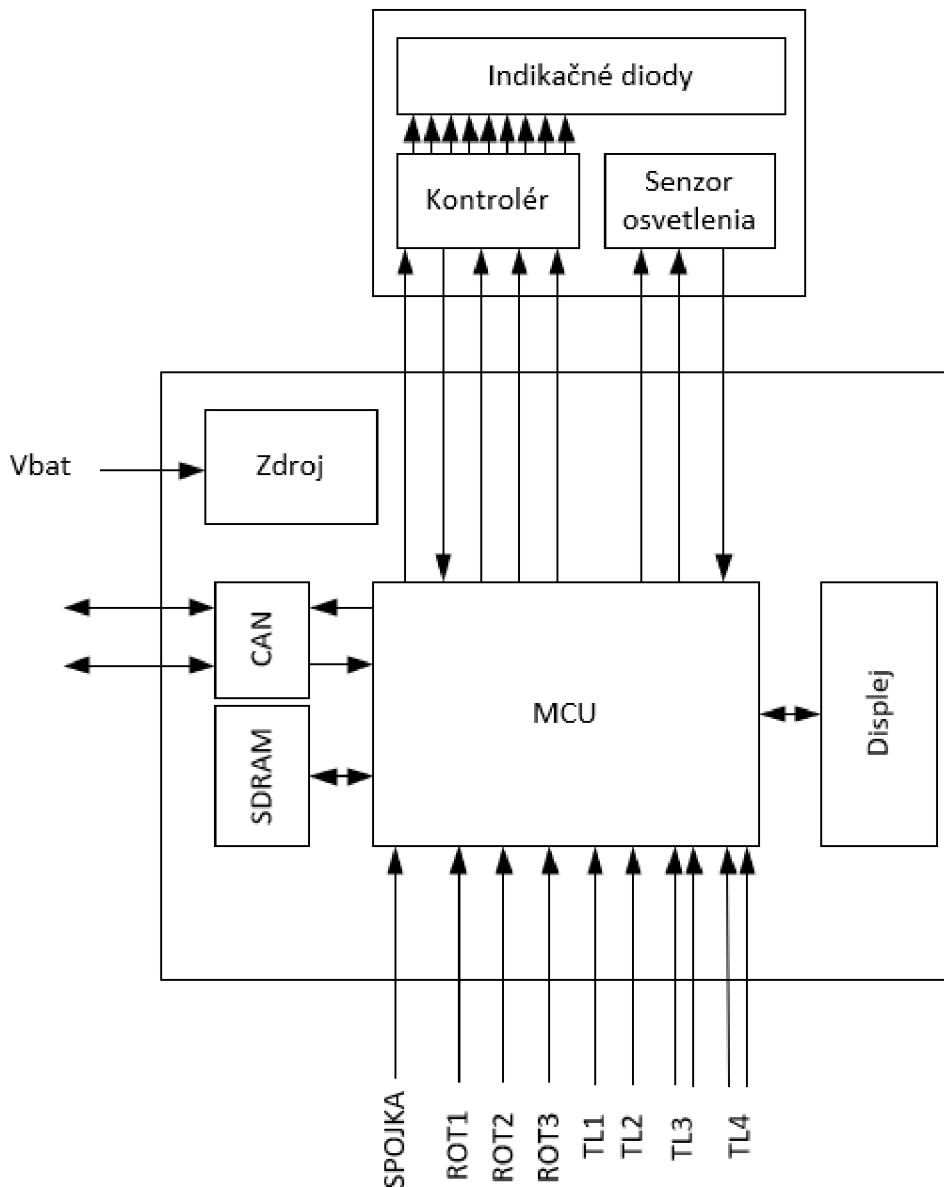 Indikačné diody
Kontrolér
Senzor
osvetlenia
Vbat
Zdroj
CAN
MCU
Displej
SDRAM
SPOJKA
ROT1
ROT2
ROT3
TL1
TL2
TL3
TL4